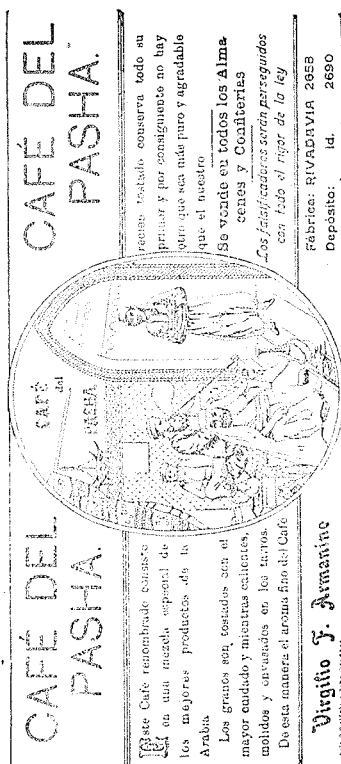 CAFÉ DEL
PASHA.
Este Café renombrado consiste
en una mezcla especial de
los mejores productos de la
Arabia
Los granos son tostados con el
mayor cuidado y mientras calientes,
molidos y envasados en los tarros.
De esta manera el aroma fino del Café
Virgilio F. Armanino
CAFÉ
del
PASHA
CAFÉ DEL
PASHA.
recien tostado conserva todo su
primor y por consiguiente no hay
otro que sea más puro y agradable
que el nuestro
Se vende en todos los Alma
cenes y Confiterias
Los falsificadores serán perseguidos
con todo el rigor de la ley
Fábrica: RIVADAVIA 2658
Depósito: Id. 2690